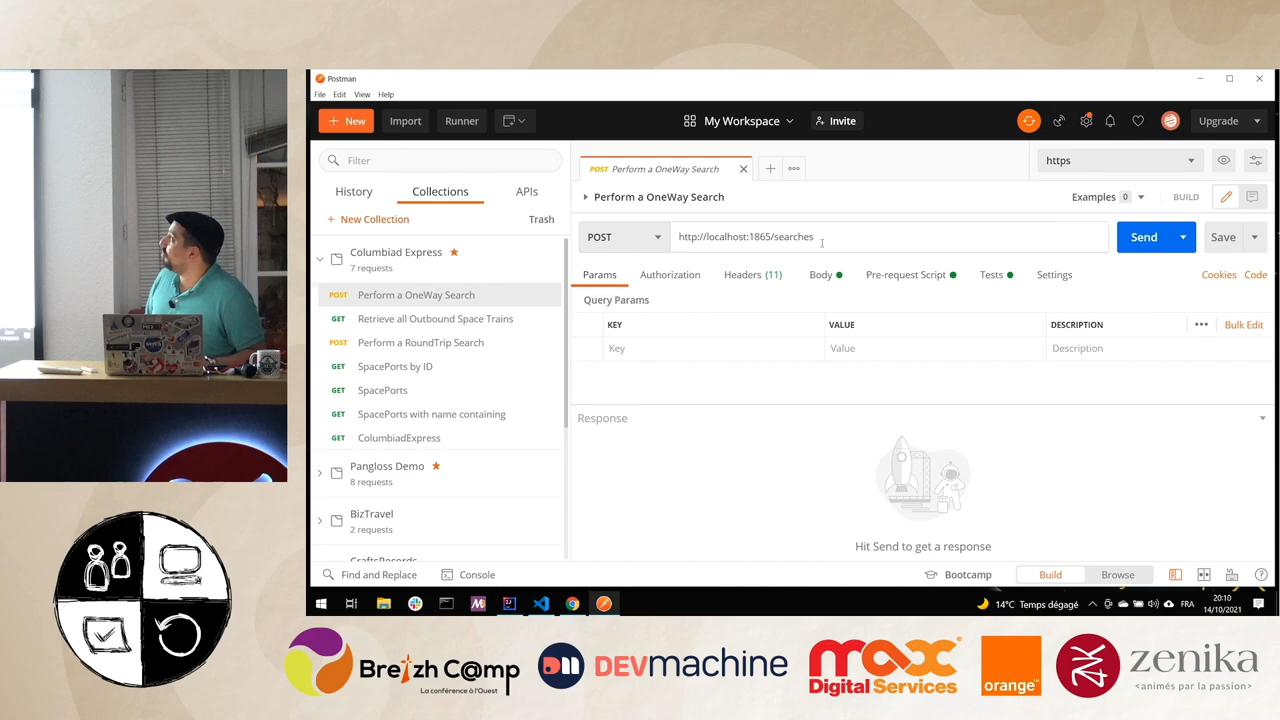 Postman
File Edit View Help
New Import Runner My Workspace Invite Upgrade
Filter
History Collections APIs
+ New Collection Trash
Columbiad Express
7 requests
POST Perform a OneWay Search
GET Retrieve all Outbound Space Trains
POST Perform a RoundTrip Search
GET SpacePorts by ID
GET SpacePorts
GET SpacePorts with name containing
GET ColumbiadExpress
Pangloss Demo
8 requests
BizTravel
2 requests
CraftsRecords
POST Perform a OneWay Search
https
Perform a OneWay Search
Examples 0 BUILD
POST http://localhost:1865/searches Send Save
Params Authorization Headers (11) Body Pre-request Script Tests Settings Cookies Code
Query Params
KEY VALUE DESCRIPTION Bulk Edit
Key Value Description
Response
Hit Send to get a response
Find and Replace Console Bootcamp Build Browse
14°C Temps dégagé FRA 20:10
14/10/2021
Breizh C@mp
La conférence à l'Ouest
DEVmachine
max
Digital Services
orange™
zenika
<animés par la passion>